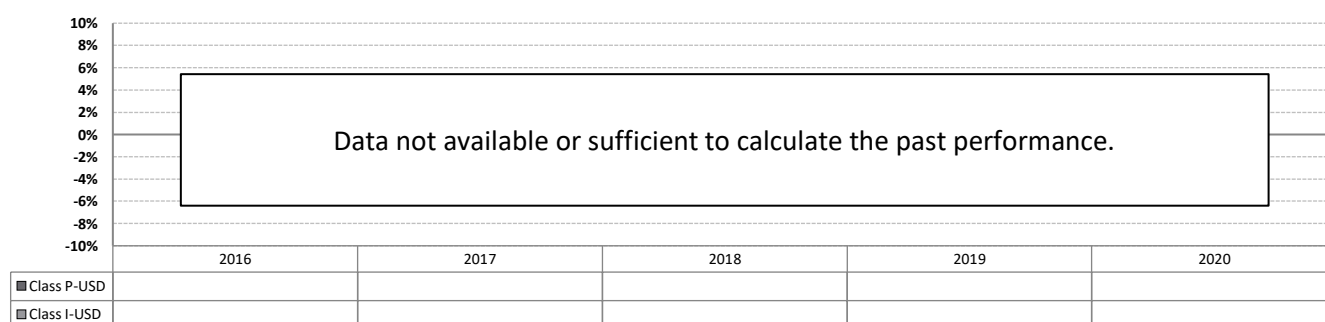 10%
8%
6%
4%
2%
0%
-2%
-4%
-6%
-8%
-10%
Data not available or sufficient to calculate the past performance.
2016 2017 2018 2019 2020
Class P-USD
Class I-USD